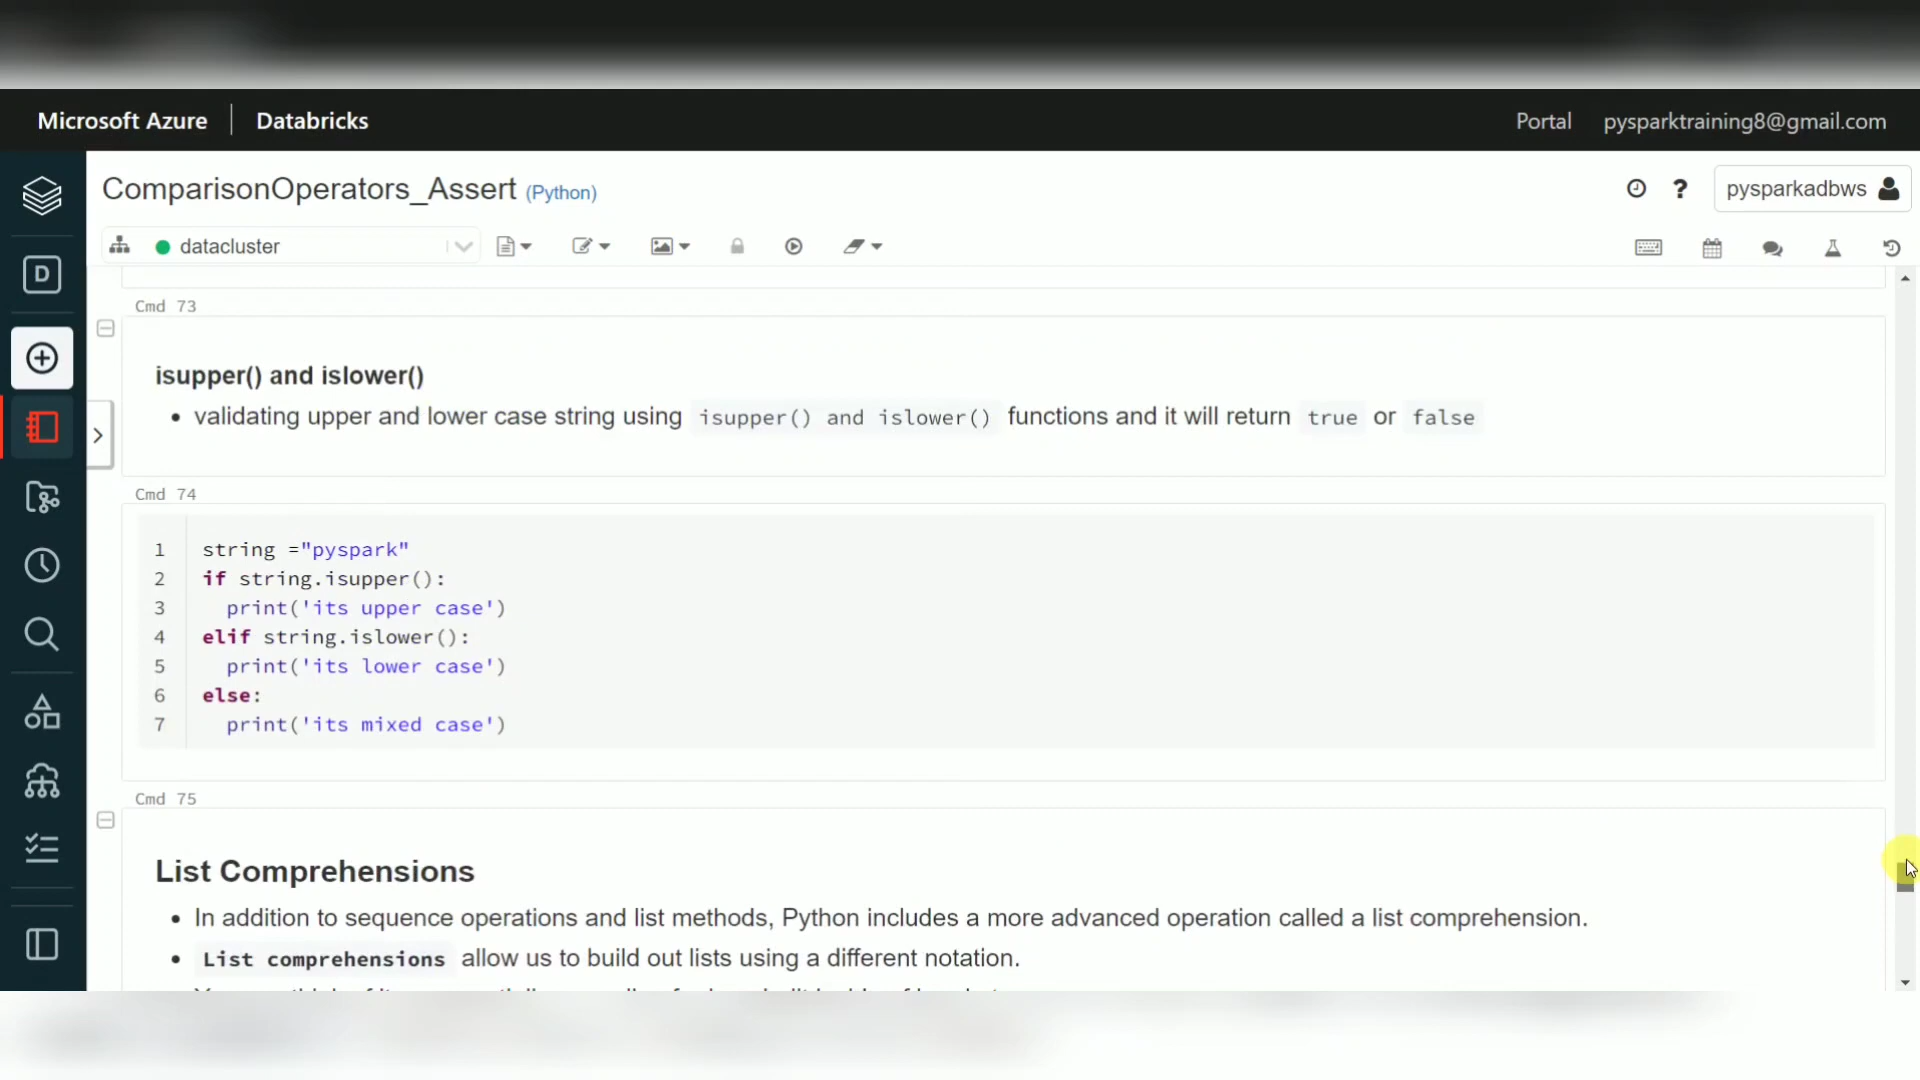 Microsoft Azure | Databricks
Portal pysparktraining8@gmail.com
ComparisonOperators_Assert (Python)
? pysparkadbws
datacluster
D
Cmd 73
isupper() and islower()
• validating upper and lower case string using isupper() and islower() functions and it will return true or false
Cmd 74
1 string ="pyspark"
2 if string.isupper():
3 print('its upper case')
4 elif string.islower():
5 print('its lower case')
6 else:
7 print('its mixed case')
Cmd 75
List Comprehensions
• In addition to sequence operations and list methods, Python includes a more advanced operation called a list comprehension.
• List comprehensions allow us to build out lists using a different notation.